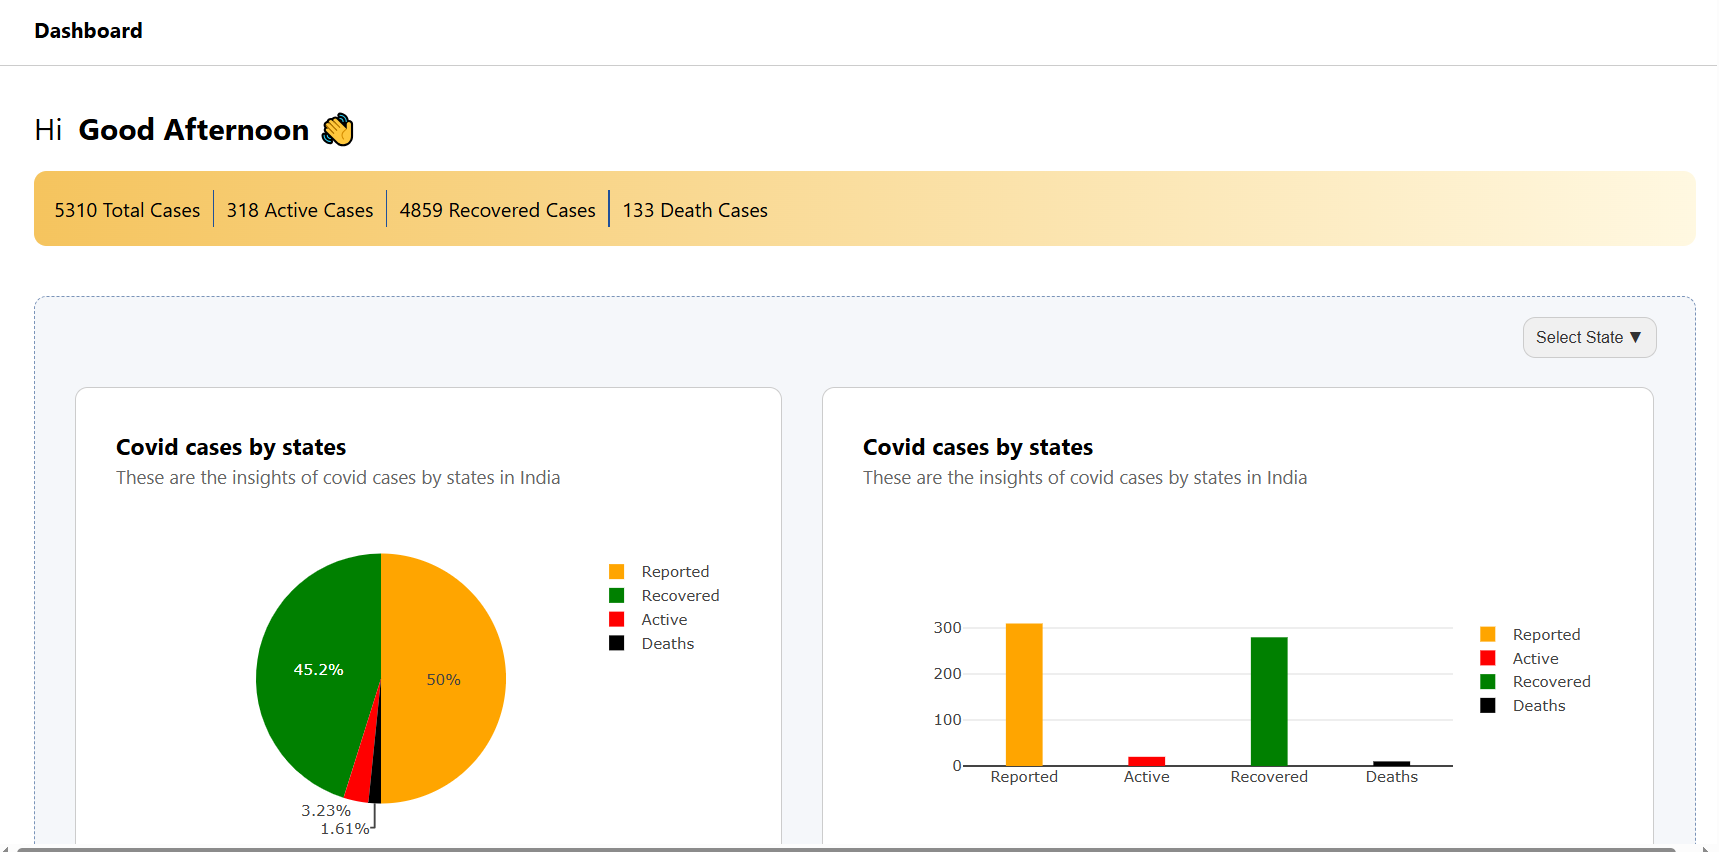 Dashboard
Hi Good Afternoon 👋
5310 Total Cases
318 Active Cases
4859 Recovered Cases
133 Death Cases
Select State ▼
Covid cases by states
These are the insights of covid cases by states in India
Reported
Recovered
Active
Deaths
45.2%
50%
3.23%
1.61%
Covid cases by states
These are the insights of covid cases by states in India
300
200
100
0
Reported
Active
Recovered
Deaths
Reported
Active
Recovered
Deaths